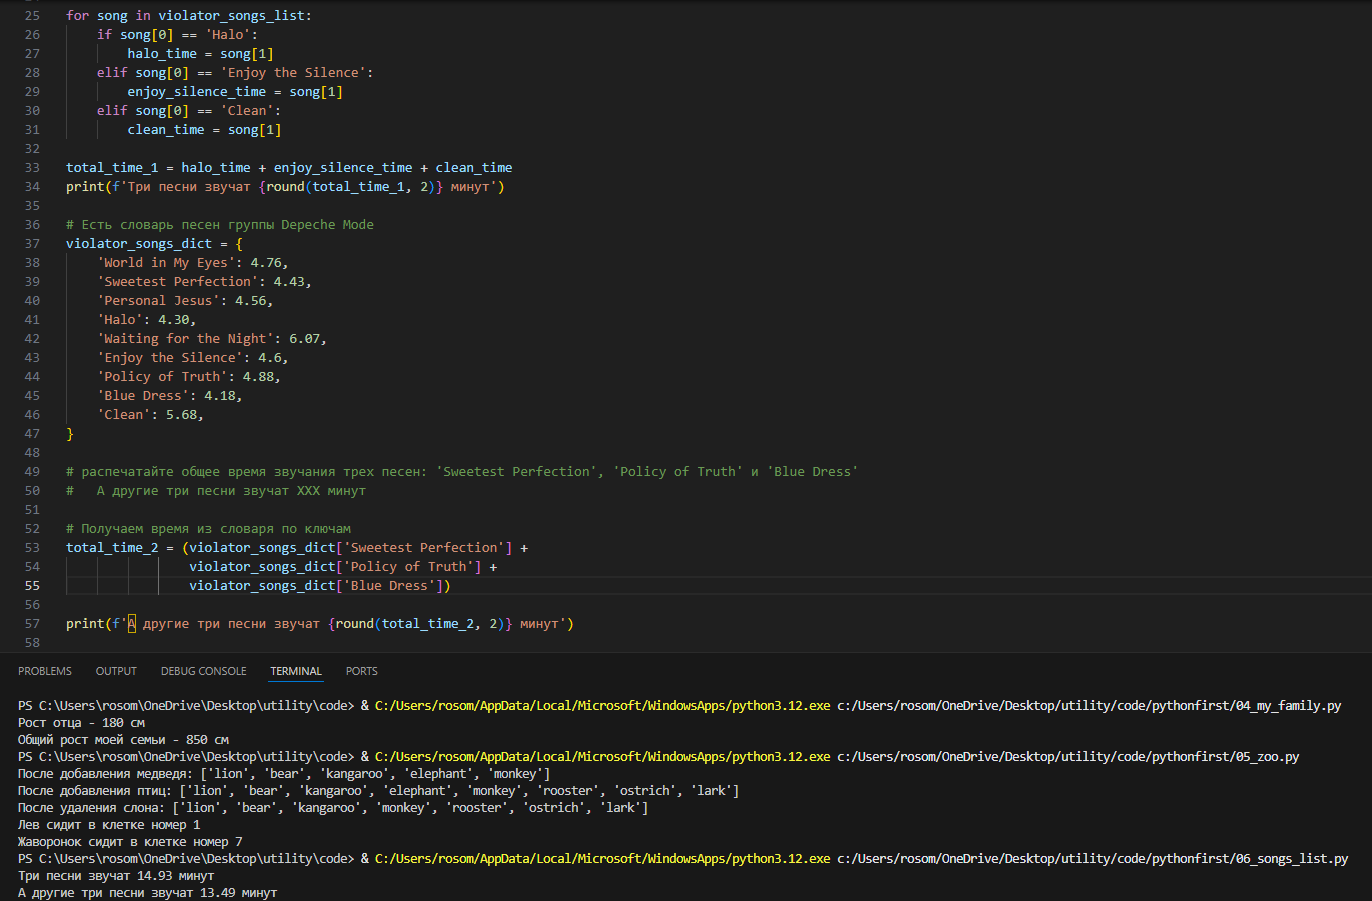 25 for song in violator_songs_list:
26 if song[0] == 'Halo':
27 halo_time = song[1]
28 elif song[0] == 'Enjoy the Silence':
29 enjoy_silence_time = song[1]
30 elif song[0] == 'Clean':
31 clean_time = song[1]
32
33 total_time_1 = halo_time + enjoy_silence_time + clean_time
34 print(f'Три песни звучат {round(total_time_1, 2)} минут')
35
36 # Есть словарь песен группы Depeche Mode
37 violator_songs_dict = {
38 'World in My Eyes': 4.76,
39 'Sweetest Perfection': 4.43,
40 'Personal Jesus': 4.56,
41 'Halo': 4.30,
42 'Waiting for the Night': 6.07,
43 'Enjoy the Silence': 4.6,
44 'Policy of Truth': 4.88,
45 'Blue Dress': 4.18,
46 'Clean': 5.68,
47 }
48
49 # распечатайте общее время звучания трех песен: 'Sweetest Perfection', 'Policy of Truth' и 'Blue Dress'
50 # А другие три песни звучат XXX минут
51
52 # Получаем время из словаря по ключам
53 total_time_2 = (violator_songs_dict['Sweetest Perfection'] +
54 violator_songs_dict['Policy of Truth'] +
55 violator_songs_dict['Blue Dress'])
56
57 print(f'А другие три песни звучат {round(total_time_2, 2)} минут')
58
PROBLEMS OUTPUT DEBUG CONSOLE TERMINAL PORTS
PS C:\Users\rosom\OneDrive\Desktop\utility\code> & C:/Users/rosom/AppData/Local/Microsoft/WindowsApps/python3.12.exe c:/Users/rosom/OneDrive/Desktop/utility/code/pythonfirst/04_my_family.py
Рост отца - 180 см
Общий рост моей семьи - 850 см
PS C:\Users\rosom\OneDrive\Desktop\utility\code> & C:/Users/rosom/AppData/Local/Microsoft/WindowsApps/python3.12.exe c:/Users/rosom/OneDrive/Desktop/utility/code/pythonfirst/05_zoo.py
После добавления медведя: ['lion', 'bear', 'kangaroo', 'elephant', 'monkey']
После добавления птиц: ['lion', 'bear', 'kangaroo', 'elephant', 'monkey', 'rooster', 'ostrich', 'lark']
После удаления слона: ['lion', 'bear', 'kangaroo', 'monkey', 'rooster', 'ostrich', 'lark']
Лев сидит в клетке номер 1
Жаворонок сидит в клетке номер 7
PS C:\Users\rosom\OneDrive\Desktop\utility\code> & C:/Users/rosom/AppData/Local/Microsoft/WindowsApps/python3.12.exe c:/Users/rosom/OneDrive/Desktop/utility/code/pythonfirst/06_songs_list.py
Три песни звучат 14.93 минут
А другие три песни звучат 13.49 минут